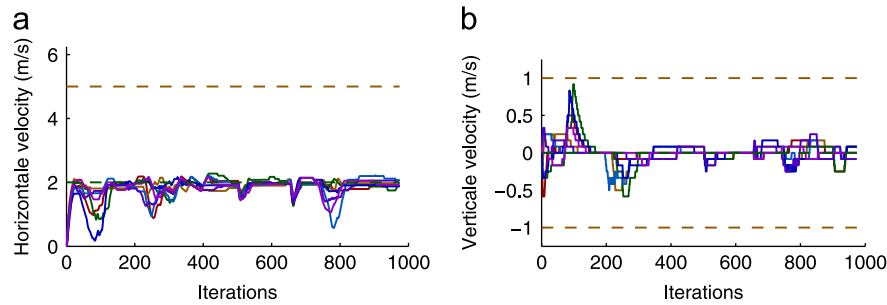 a
Horizontale velocity (m/s)
6
4
2
0
0 200 400 600 800 1000
Iterations
b
Verticale velocity (m/s)
1
0.5
0
−0.5
−1
0 200 400 600 800 1000
Iterations